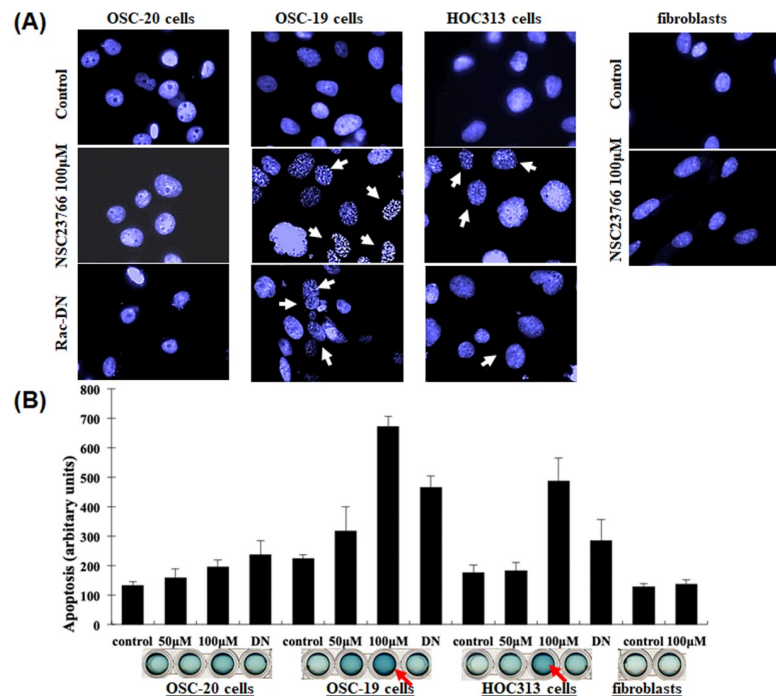 (A)
OSC-20 cells OSC-19 cells HOC313 cells fibroblasts
Control
NSC23766 100μM
Rac-DN
Control
NSC23766 100μM
(B)
Apoptosis (arbitary units)
800
700
600
500
400
300
200
100
0
control 50μM 100μM DN control 50μM 100μM DN control 50μM 100μM DN control 100μM
OSC-20 cells OSC-19 cells HOC313 cells fibroblasts